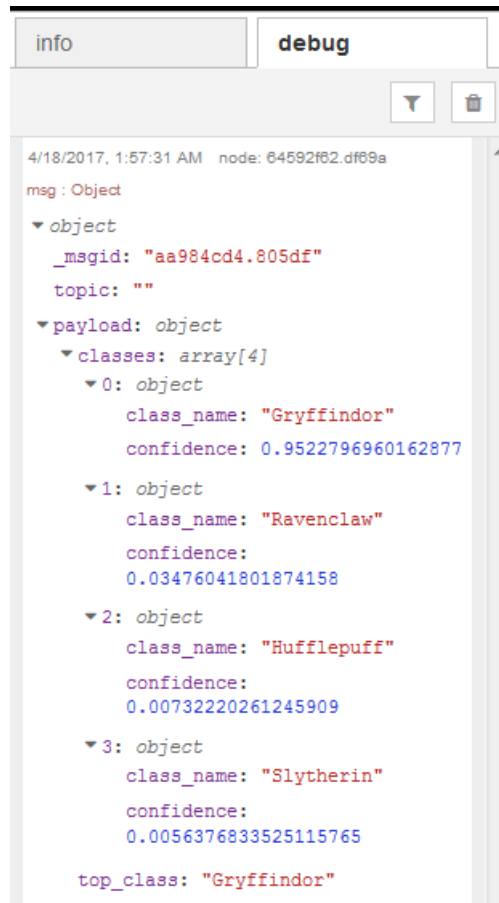 info debug
4/18/2017, 1:57:31 AM node: 64592f62.df69a
msg : Object
object
_msgid: "aa984cd4.805df"
topic: ""
payload: object
classes: array[4]
0: object
class_name: "Gryffindor"
confidence: 0.9522796960162877
1: object
class_name: "Ravenclaw"
confidence:
0.03476041801874158
2: object
class_name: "Hufflepuff"
confidence:
0.00732220261245909
3: object
class_name: "Slytherin"
confidence:
0.0056376833525115765
top_class: "Gryffindor"